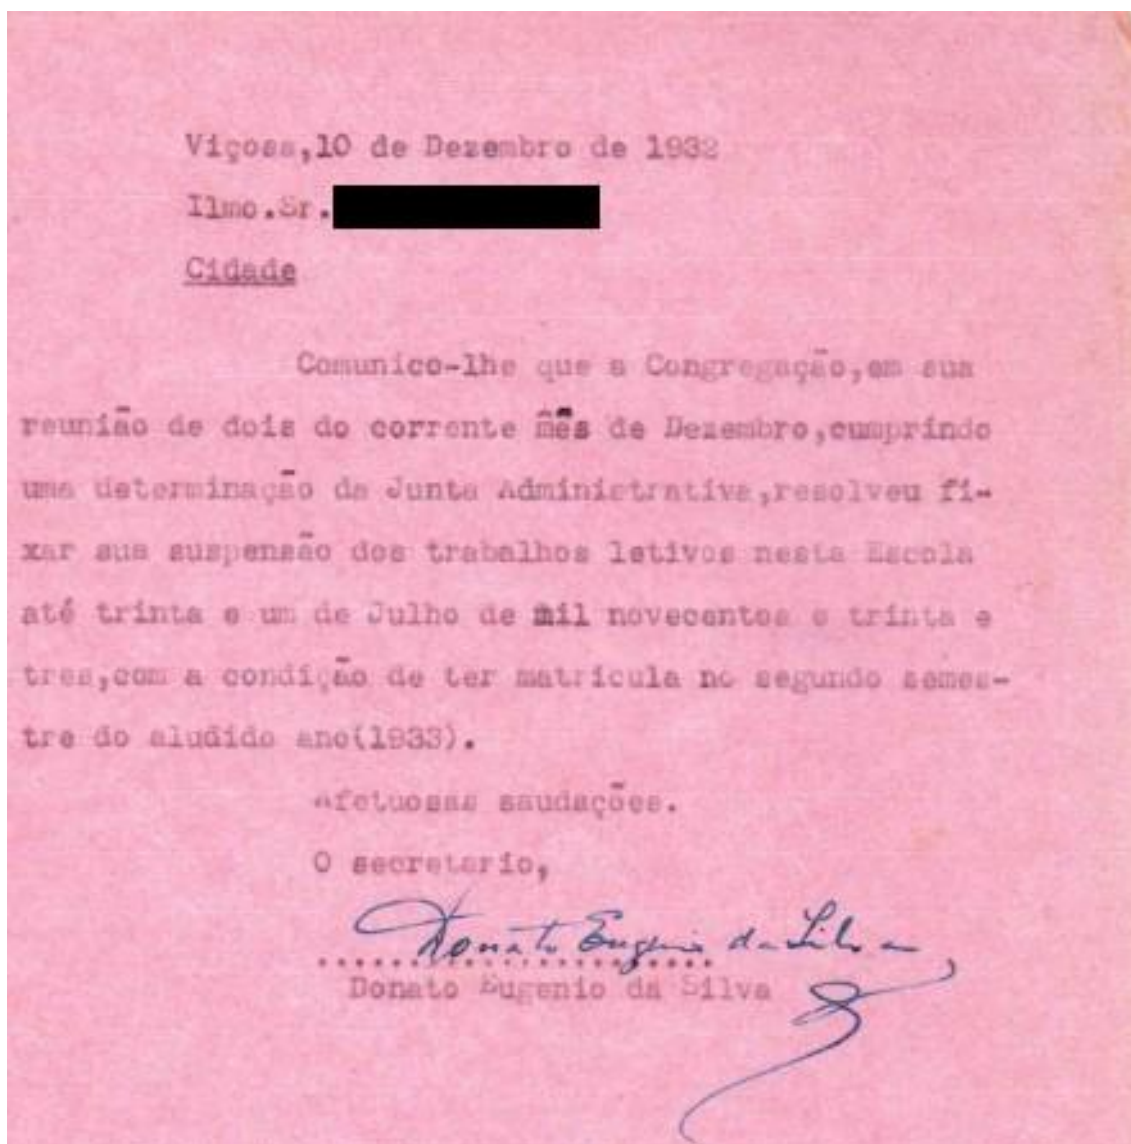 Viçosa,10 de Dezembro de 1932
Ilmo.Sr.
Cidade
Comunico-lhe que a Congregação,em sua
reunião de dois do corrente mês de Dezembro,cumprindo
uma determinação da Junta Administrativa,resolveu fi-
xar sua suspensão dos trabalhos letivos nesta Escola
até trinta e um de Julho de mil novecentos e trinta e
tres,com a condição de ter matricula no segundo semes-
tre do aludido ano(1933).
Afetuosas saudações.
O secretario,
Donato Eugenio da Silva
Donato Eugenio da Silva